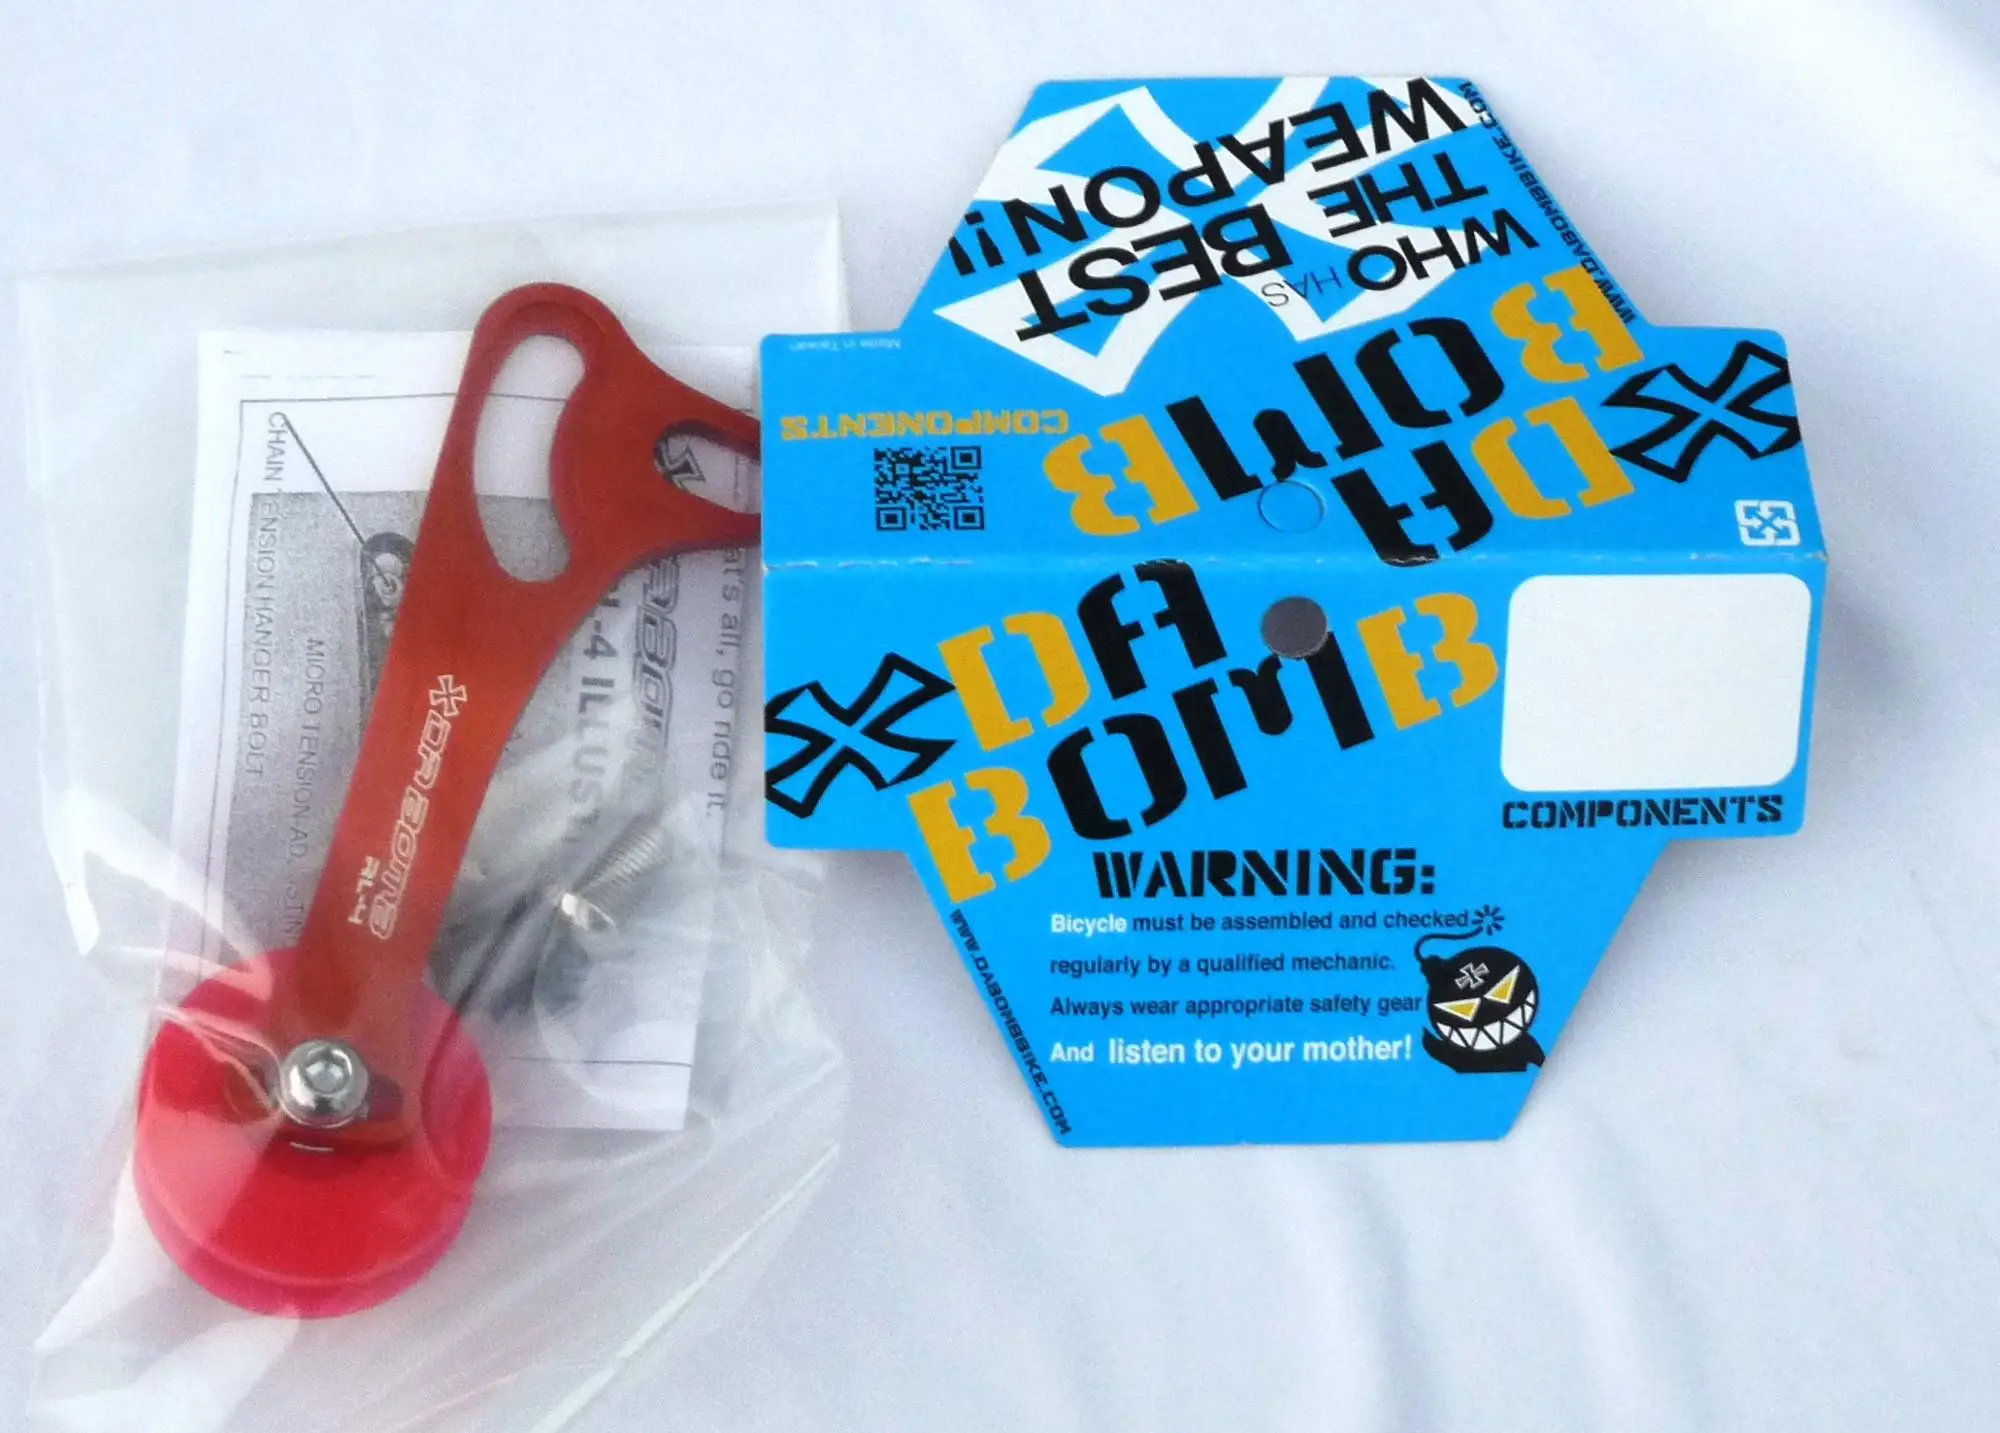 WHO HAS
THE
BEST
WEAPON!!
WWW.DABOMBBIKE.COM
DA
BOMB
COMPONENTS
Made in Taiwan
DA
BOMB
COMPONENTS
WARNING:
Bicycle must be assembled and checked
regularly by a qualified mechanic.
Always wear appropriate safety gear
And listen to your mother!
WWW.DABOMBBIKE.COM
DABOMB
RL-4
CHAIN TENSION HANGER BOLT
MICRO TENSION
all, go ride it.